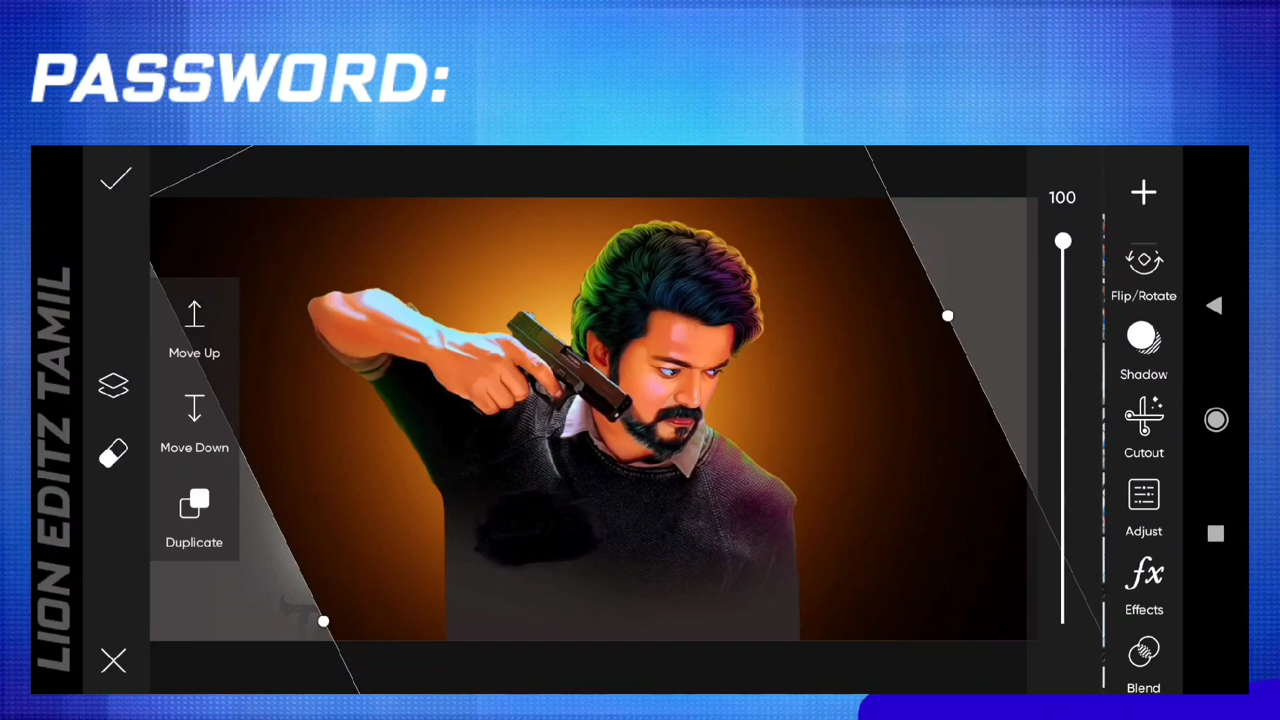 PASSWORD:
LION EDITZ TAMIL
Move Up
Move Down
Duplicate
100
Flip/Rotate
Shadow
Cutout
Adjust
fx
Effects
Blend